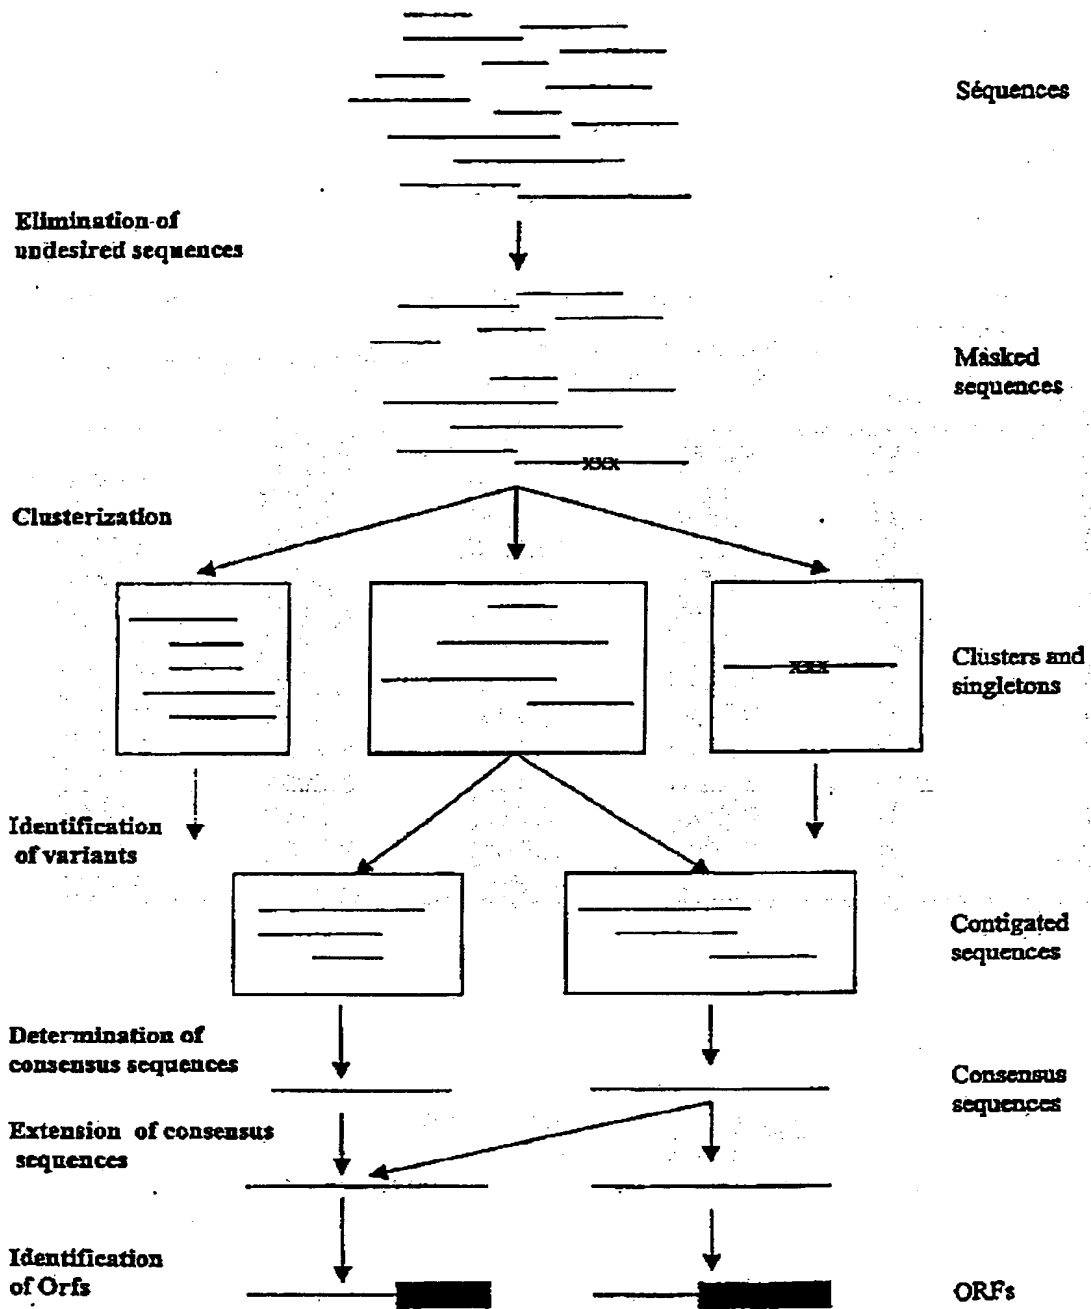 Séquences
Elimination of
undesired sequences
Masked
sequences
xxx
Clusterization
Clusters and
singletons
xxx
Identification
of variants
Contigated
sequences
Determination of
consensus sequences
Consensus
sequences
Extension of consensus
sequences
Identification
of Orfs
ORFs